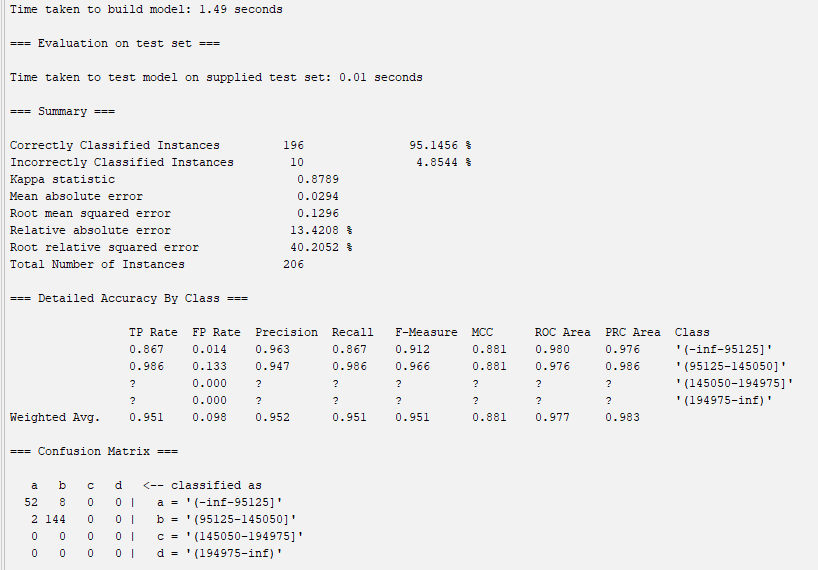 Time taken to build model: 1.49 seconds
=== Evaluation on test set ===
Time taken to test model on supplied test set: 0.01 seconds
=== Summary ===
Correctly Classified Instances         196               95.1456 %
Incorrectly Classified Instances        10                4.8544 %
Kappa statistic                          0.8789
Mean absolute error                      0.0294
Root mean squared error                  0.1296
Relative absolute error                 13.4208 %
Root relative squared error             40.2052 %
Total Number of Instances              206
=== Detailed Accuracy By Class ===
                 TP Rate  FP Rate  Precision  Recall   F-Measure  MCC      ROC Area  PRC Area  Class
                 0.867    0.014    0.963      0.867    0.912      0.881    0.980     0.976     '(-inf-95125]'
                 0.986    0.133    0.947      0.986    0.966      0.881    0.976     0.986     '(95125-145050]'
                 ?        0.000    ?          ?        ?          ?        ?         ?         '(145050-194975]'
                 ?        0.000    ?          ?        ?          ?        ?         ?         '(194975-inf)'
Weighted Avg.    0.951    0.098    0.952      0.951    0.951      0.881    0.977     0.983
=== Confusion Matrix ===
   a   b   c   d   <-- classified as
  52   8   0   0 |   a = '(-inf-95125]'
   2 144   0   0 |   b = '(95125-145050]'
   0   0   0   0 |   c = '(145050-194975]'
   0   0   0   0 |   d = '(194975-inf)'